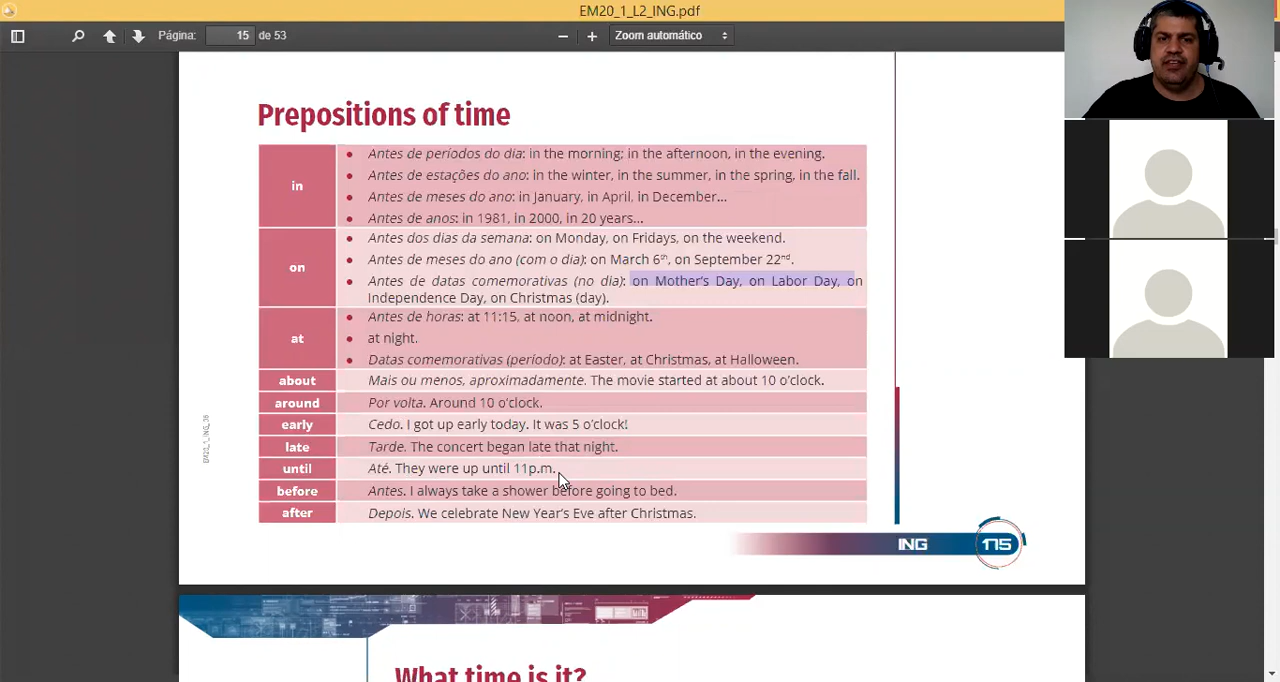 EM20_1_L2_ING.pdf
Página: 15 de 53
Zoom automático
Prepositions of time
in
Antes de períodos do dia: in the morning; in the afternoon, in the evening.
Antes de estações do ano: in the winter, in the summer, in the spring, in the fall.
Antes de meses do ano: in January, in April, in December...
Antes de anos: in 1981, in 2000, in 20 years...
on
Antes dos dias da semana: on Monday, on Fridays, on the weekend.
Antes de meses do ano (com o dia): on March 6th, on September 22nd.
Antes de datas comemorativas (no dia): on Mother's Day, on Labor Day, on
Independence Day, on Christmas (day).
at
Antes de horas: at 11:15, at noon, at midnight.
at night.
Datas comemorativas (período): at Easter, at Christmas, at Halloween.
about Mais ou menos, aproximadamente. The movie started at about 10 o'clock.
around Por volta. Around 10 o'clock.
early Cedo. I got up early today. It was 5 o'clock!
late Tarde. The concert began late that night.
until Até. They were up until 11p.m.
before Antes. I always take a shower before going to bed.
after Depois. We celebrate New Year's Eve after Christmas.
ING 175
What time is it?